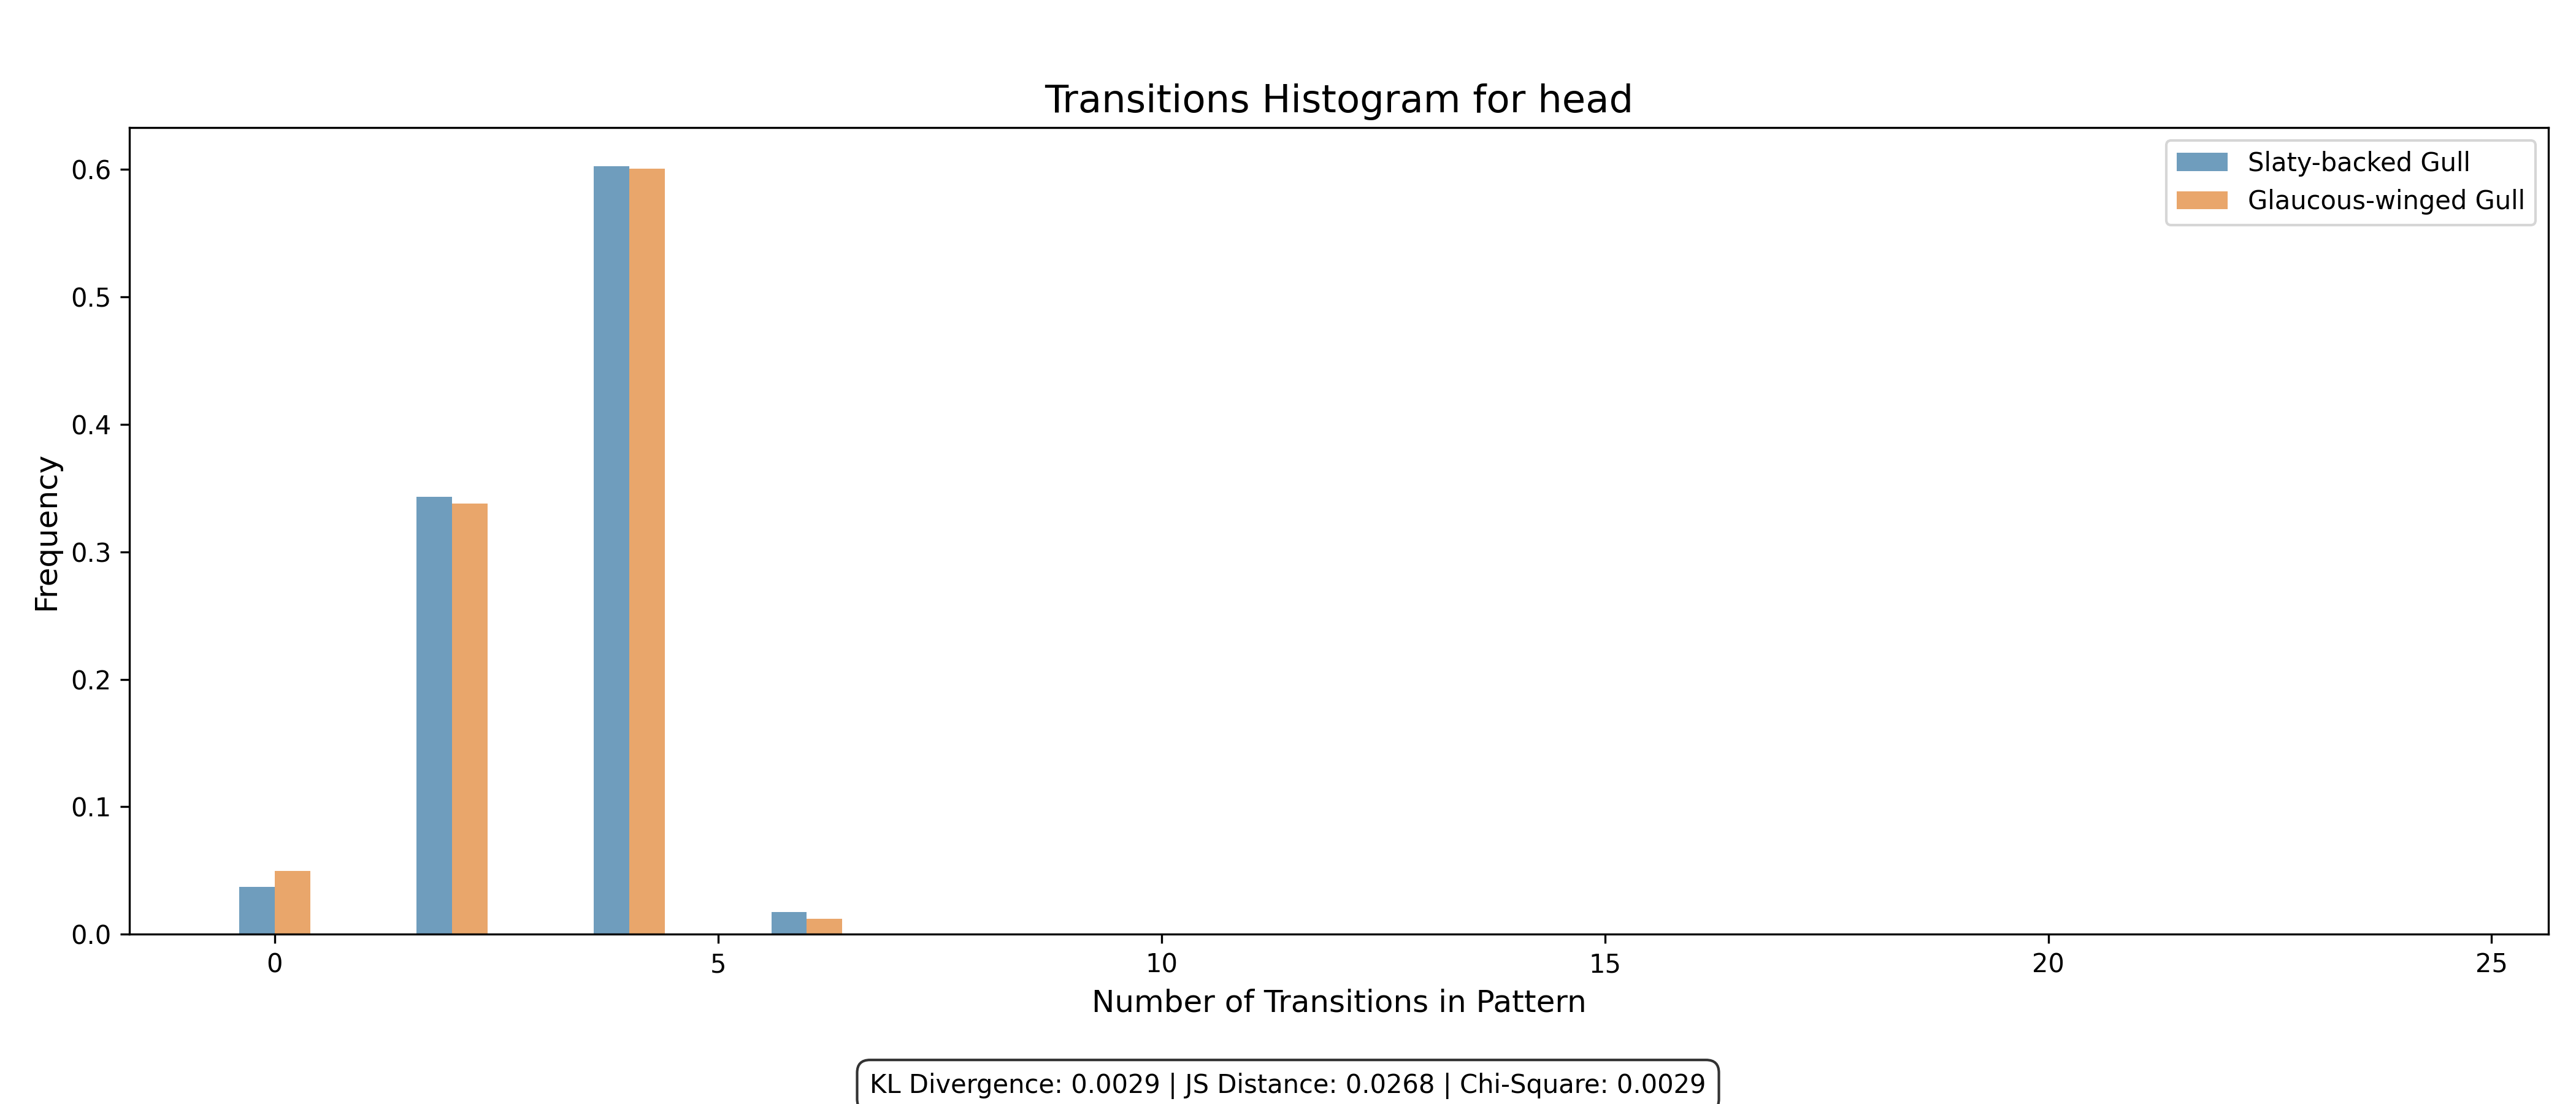 Transitions Histogram for head
Slaty-backed Gull
Glaucous-winged Gull
Frequency
0.6
0.5
0.4
0.3
0.2
0.1
0.0
0 5 10 15 20 25
Number of Transitions in Pattern
KL Divergence: 0.0029 | JS Distance: 0.0268 | Chi-Square: 0.0029